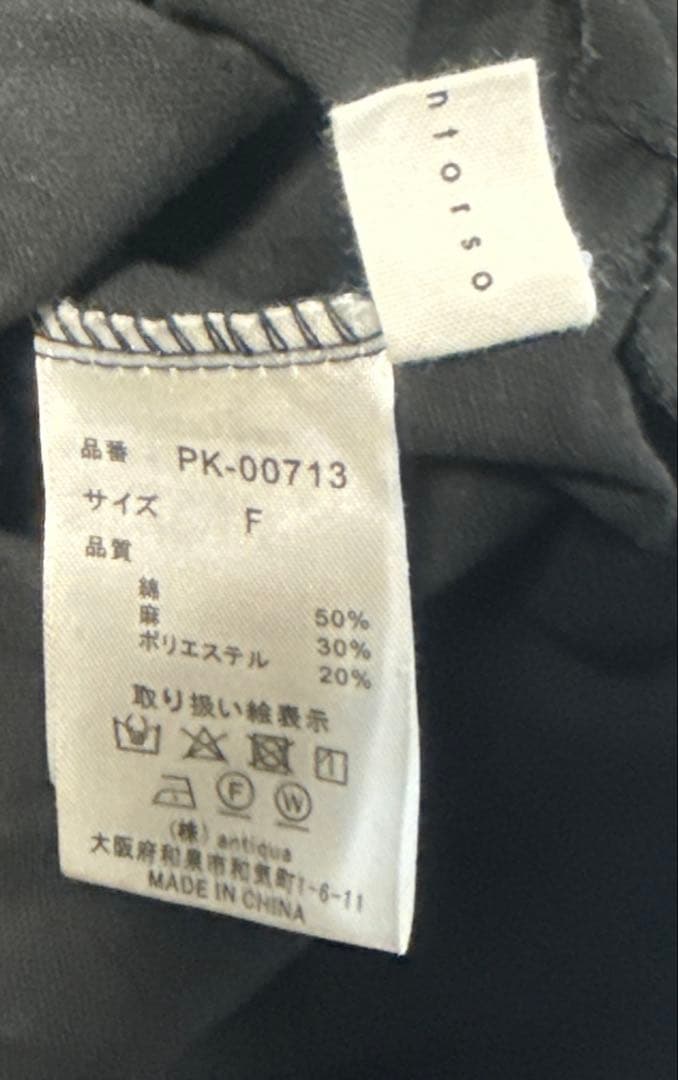 ntorso
品番 PK-00713
サイズ F
品質
綿 50%
麻 30%
ポリエステル 20%
取り扱い絵表示
F W
(株) antiqua
大阪府和泉市和気町1-6-11
MADE IN CHINA